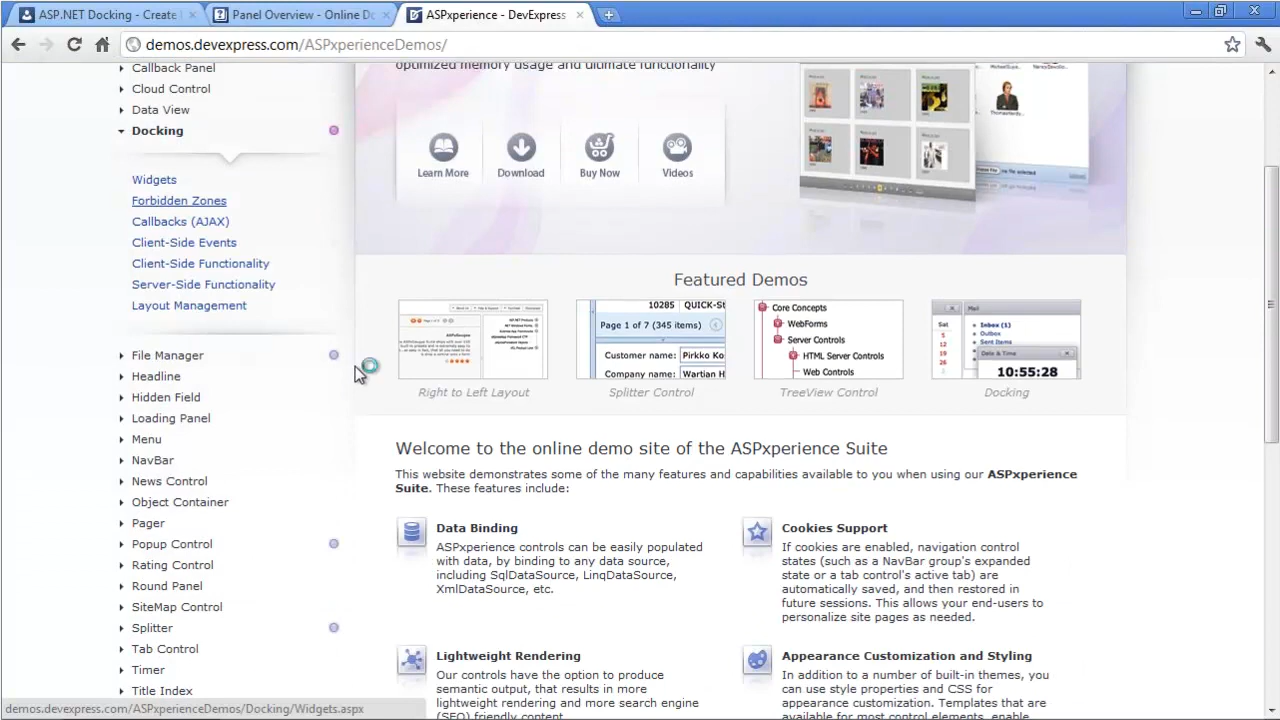 ASP.NET Docking - Create
Panel Overview - Online Do
ASPxperience - DevExpress
demos.devexpress.com/ASPxperienceDemos/
Callback Panel
Cloud Control
Data View
Docking
Widgets
Forbidden Zones
Callbacks (AJAX)
Client-Side Events
Client-Side Functionality
Server-Side Functionality
Layout Management
File Manager
Headline
Hidden Field
Loading Panel
Menu
NavBar
News Control
Object Container
Pager
Popup Control
Rating Control
Round Panel
SiteMap Control
Splitter
Tab Control
Timer
Title Index
optimized memory usage and ultimate functionality
Learn More
Download
Buy Now
Videos
Featured Demos
Right to Left Layout
10285 QUICK-St
Page 1 of 7 (345 items)
Customer name: Pirkko Ko
Company name: Wartian H
Splitter Control
Core Concepts
WebForms
Server Controls
HTML Server Controls
Web Controls
TreeView Control
Mail
Sat
5
12
19
26
Inbox (1)
Outbox
Sent Items
Date & Time
10:55:28
Docking
Welcome to the online demo site of the ASPxperience Suite
This website demonstrates some of the many features and capabilities available to you when using our ASPxperience
Suite. These features include:
Data Binding
ASPxperience controls can be easily populated
with data, by binding to any data source,
including SqlDataSource, LinqDataSource,
XmlDataSource, etc.
Cookies Support
If cookies are enabled, navigation control
states (such as a NavBar group's expanded
state or a tab control's active tab) are
automatically saved, and then restored in
future sessions. This allows your end-users to
personalize site pages as needed.
Lightweight Rendering
Our controls have the option to produce
semantic output, that results in more
lightweight rendering and more search engine
(SEO) friendly content.
Appearance Customization and Styling
In addition to a number of built-in themes, you
can use style properties and CSS for
appearance customization. Templates that are
available for most control elements, enable
demos.devexpress.com/ASPxperienceDemos/Docking/Widgets.aspx